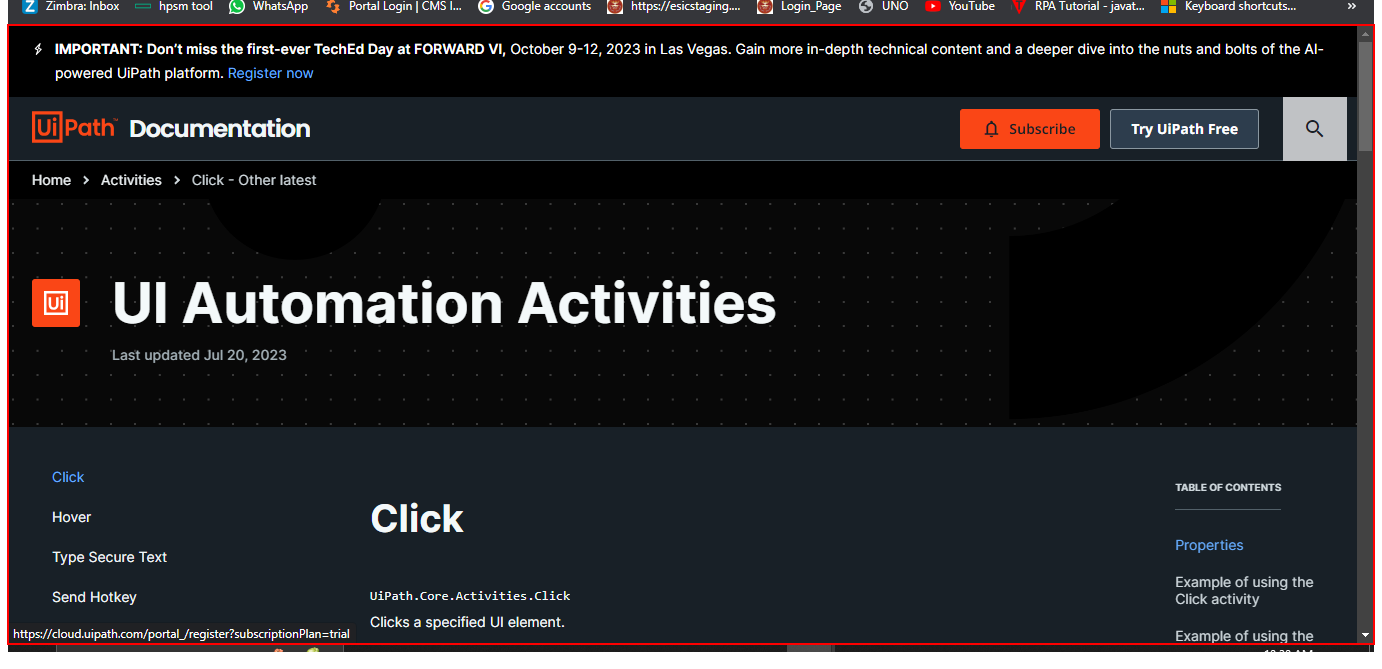 Zimbra: Inbox hpsm tool WhatsApp Portal Login | CMS I... Google accounts https://esicstaging.... Login_Page UNO YouTube RPA Tutorial - javat... Keyboard shortcuts... »
IMPORTANT: Don’t miss the first-ever TechEd Day at FORWARD VI, October 9-12, 2023 in Las Vegas. Gain more in-depth technical content and a deeper dive into the nuts and bolts of the AI-
powered UiPath platform. Register now
UiPath™ Documentation Subscribe Try UiPath Free
Home > Activities > Click - Other latest
Ui UI Automation Activities
Last updated Jul 20, 2023
Click
Hover
Type Secure Text
Send Hotkey
Click
UiPath.Core.Activities.Click
Clicks a specified UI element.
TABLE OF CONTENTS
Properties
Example of using the
Click activity
Example of using the
https://cloud.uipath.com/portal_/register?subscriptionPlan=trial